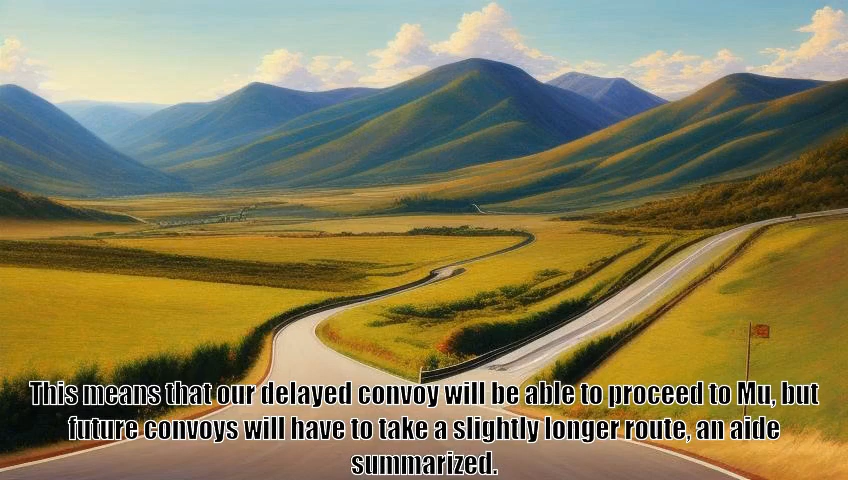 This means that our delayed convoy will be able to proceed to Mu, but
future convoys will have to take a slightly longer route, an aide
summarized.